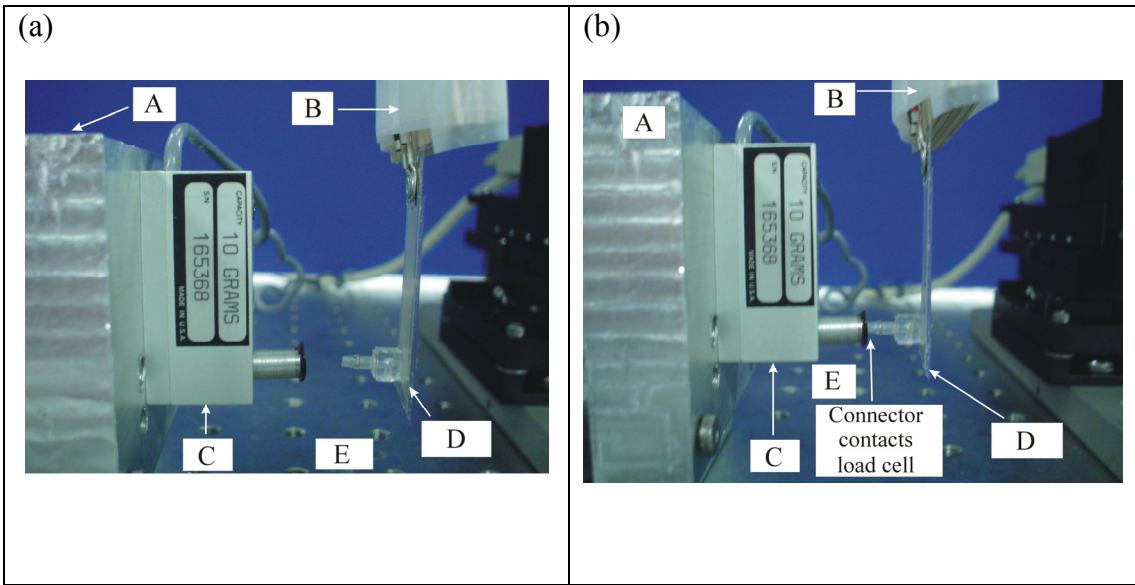 (a)
A
B
CAPACITY
10 GRAMS
S/N
165368
MADE IN U.S.A.
C
E
D
(b)
A
B
CAPACITY
10 GRAMS
S/N
165368
MADE IN U.S.A.
E
Connector
contacts
load cell
C
D